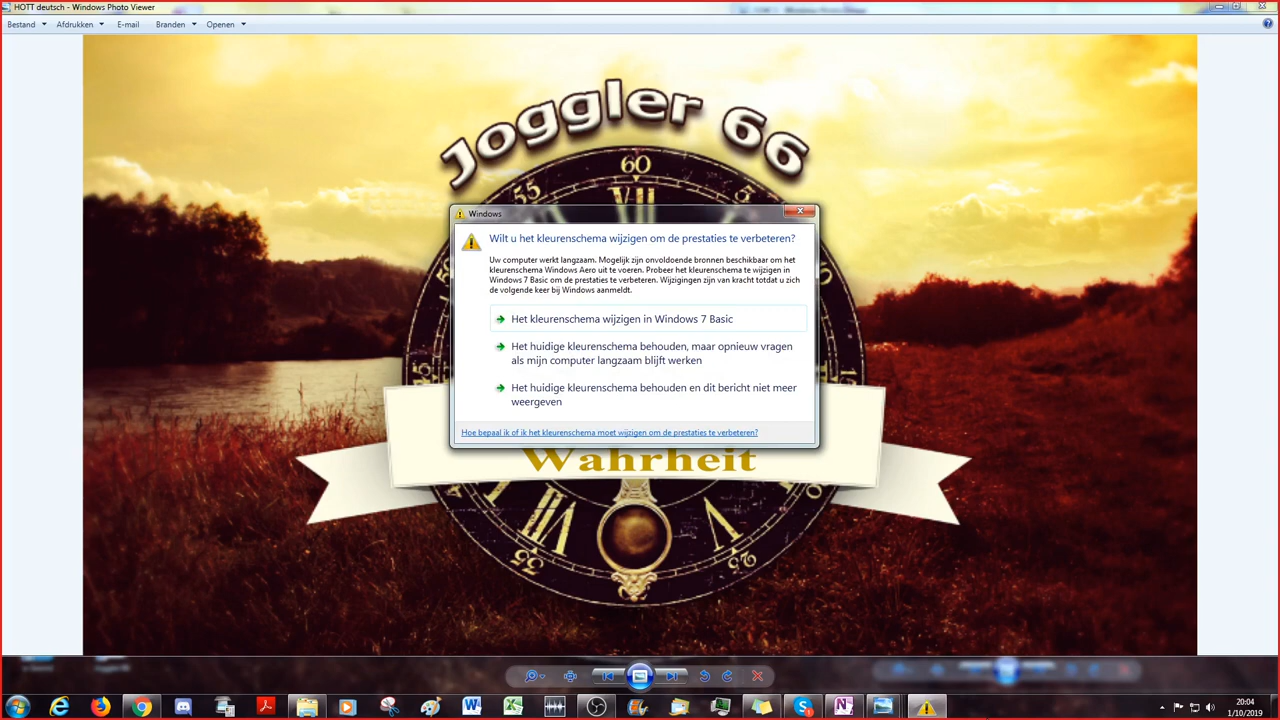 HOTT deutsch - Windows Photo Viewer
Bestand Afdrukken E-mail Branden Openen
Joggler 66
60
55 5
VII
Windows
Wilt u het kleurenschema wijzigen om de prestaties te verbeteren?
Uw computer werkt langzaam. Mogelijk zijn onvoldoende bronnen beschikbaar om het
kleurenschema Windows Aero uit te voeren. Probeer het kleurenschema te wijzigen in
Windows 7 Basic om de prestaties te verbeteren. Wijzigingen zijn van kracht totdat u zich
de volgende keer bij Windows aanmeldt.
Het kleurenschema wijzigen in Windows 7 Basic
Het huidige kleurenschema behouden, maar opnieuw vragen
als mijn computer langzaam blijft werken
Het huidige kleurenschema behouden en dit bericht niet meer
weergeven
Hoe bepaal ik of ik het kleurenschema moet wijzigen om de prestaties te verbeteren?
Wahrheit
20:04
1/10/2019